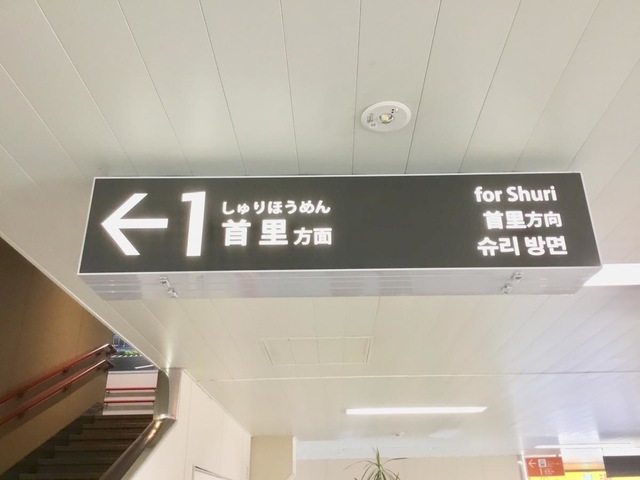 ← 1
しゅりほうめん
首里方面
for Shuri
首里方向
슈리 방면